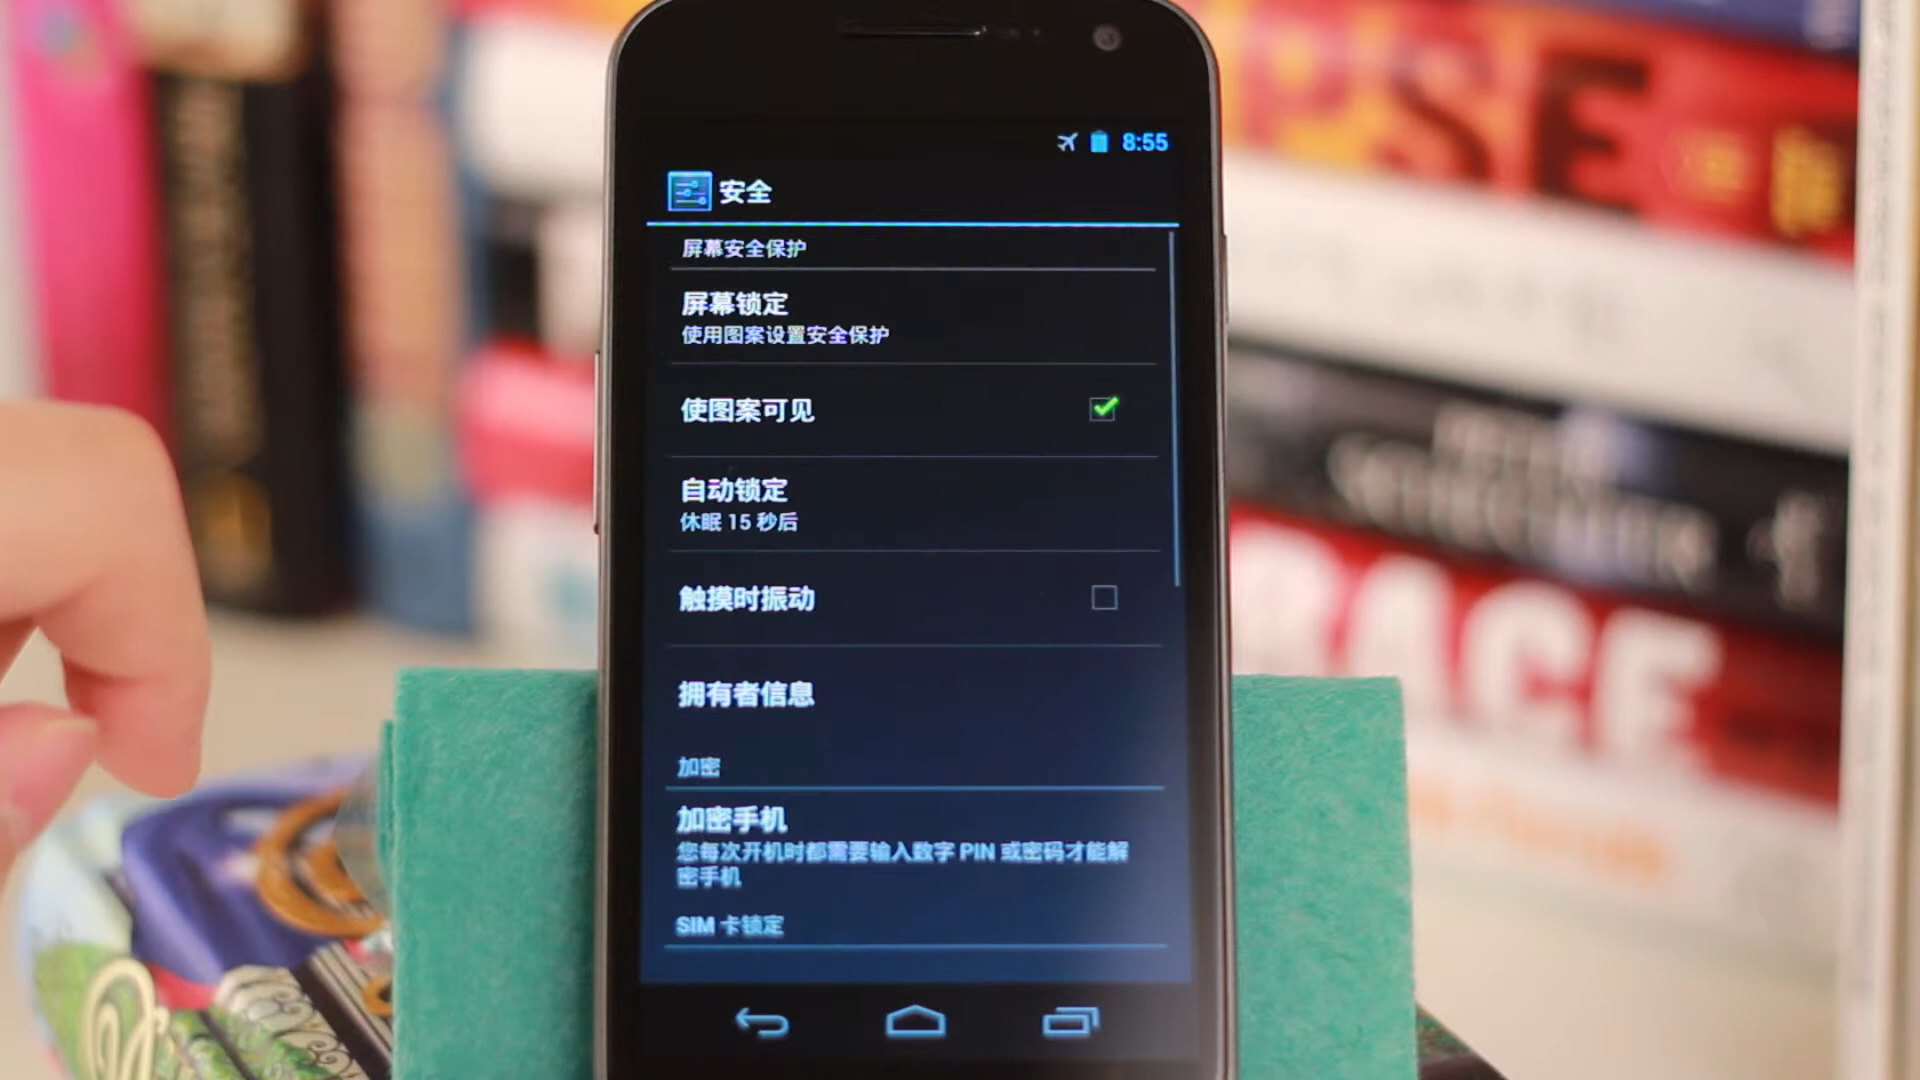 8:55
安全
屏幕安全保护
屏幕锁定
使用图案设置安全保护
使图案可见
自动锁定
休眠 15 秒后
触摸时振动
拥有者信息
加密
加密手机
您每次开机时都需要输入数字 PIN 或密码才能解
密手机
SIM 卡锁定